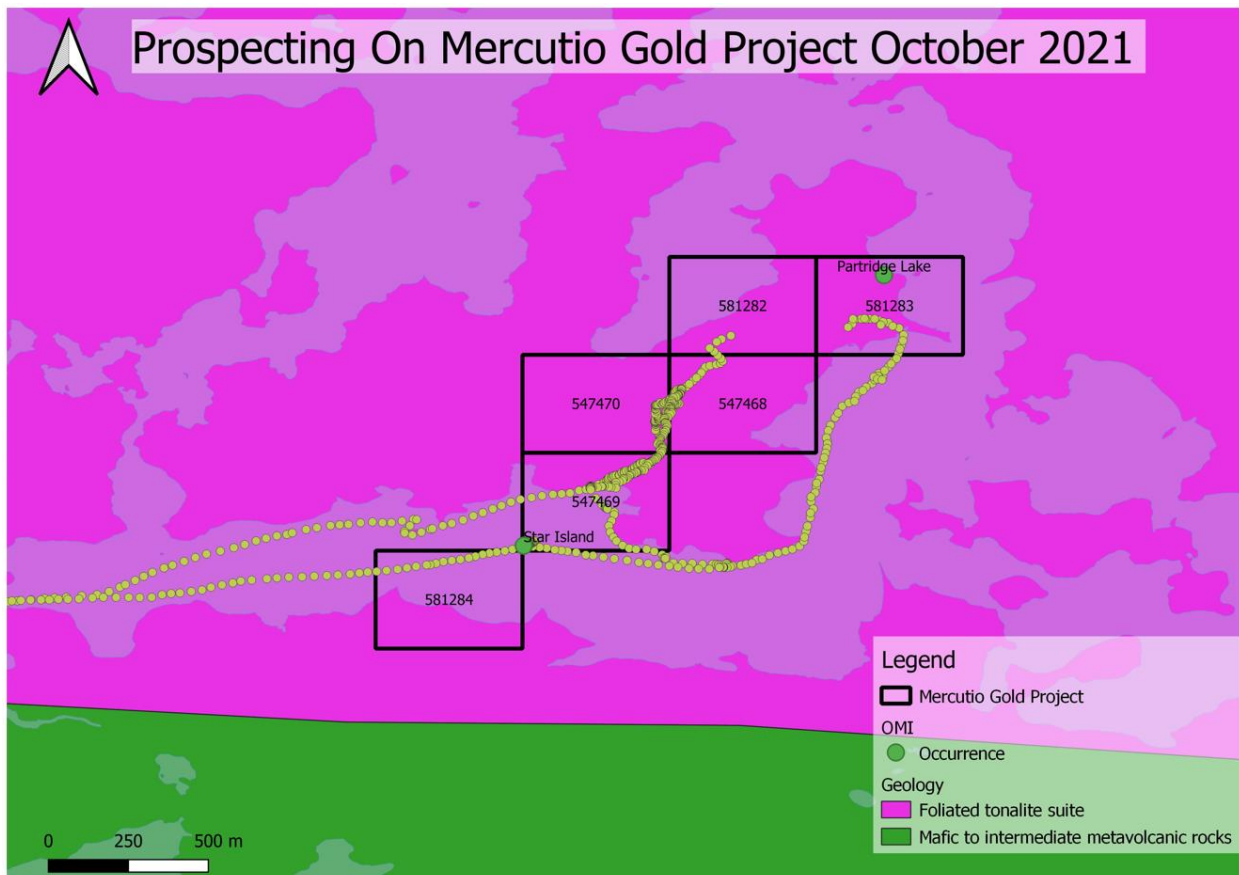 Prospecting On Mercutio Gold Project October 2021
Partridge Lake
581282
581283
547470
547468
547469
Star Island
581284
Legend
Mercutio Gold Project
OMI
Occurrence
Geology
Foliated tonalite suite
Mafic to intermediate metavolcanic rocks
0 250 500 m